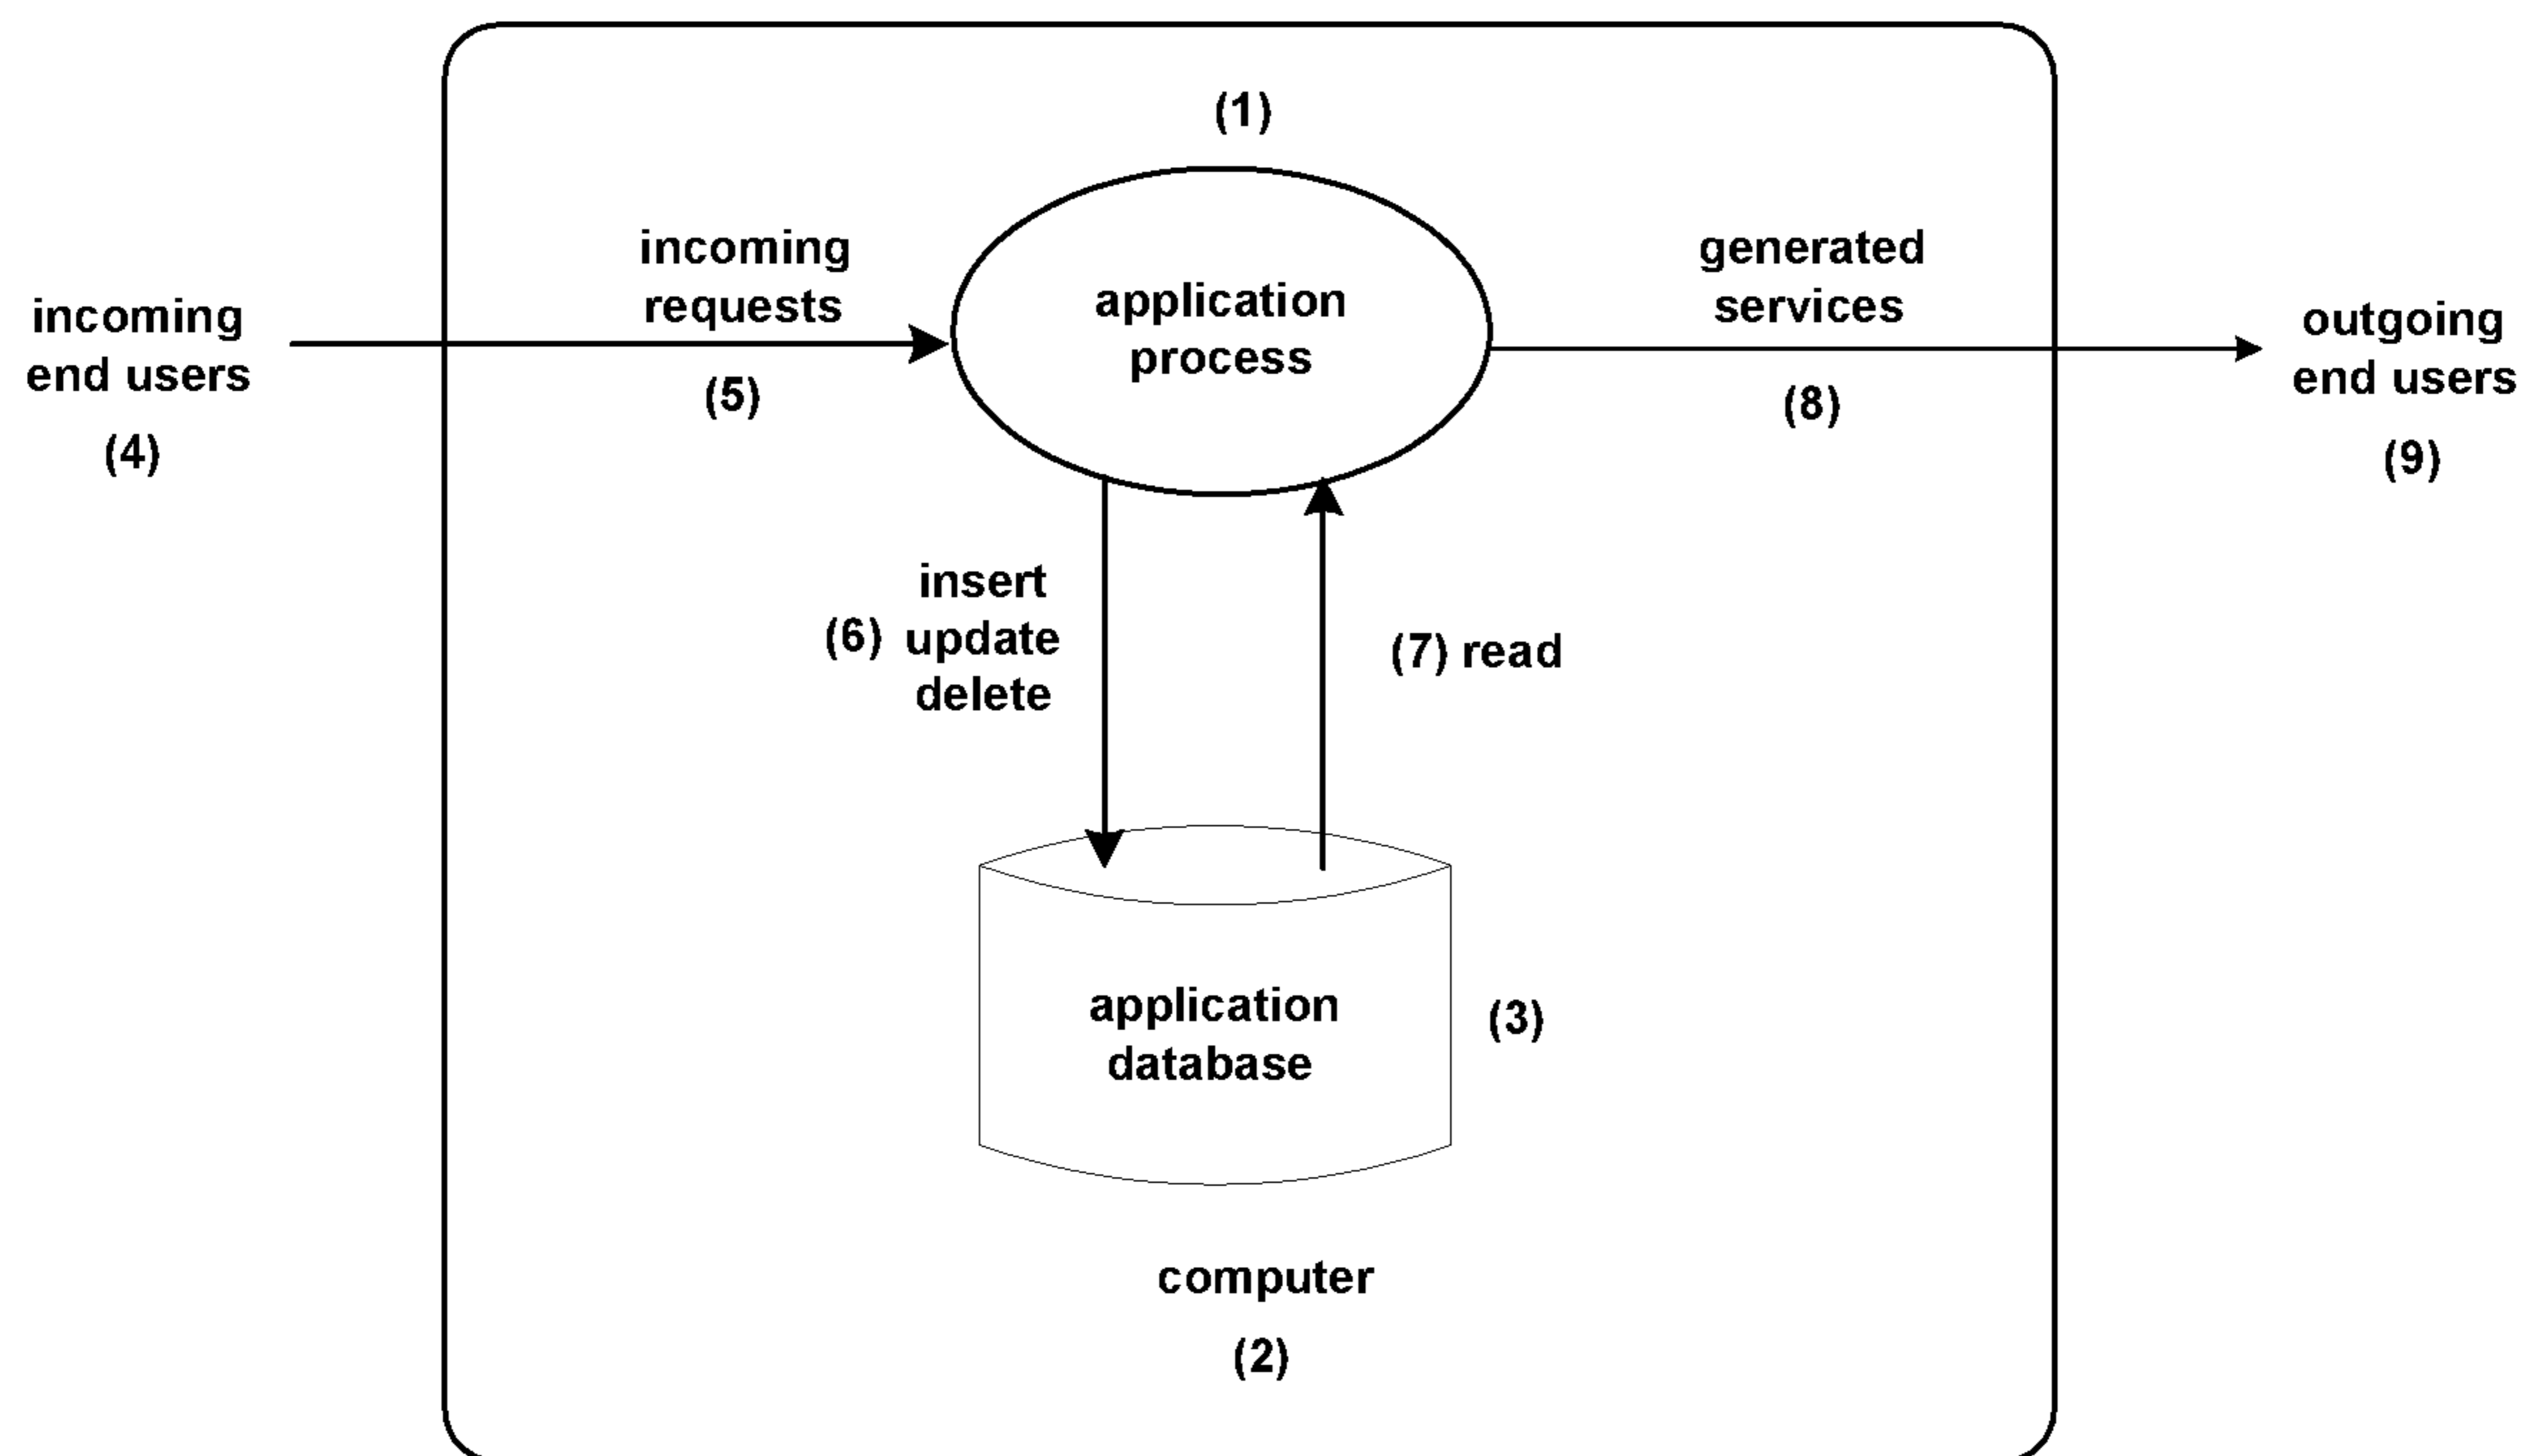 (1)
incoming
requests
(5)
generated
services
(8)
incoming
end users
(4)
application
process
outgoing
end users
(9)
insert
(6) update
delete
(7) read
application
database
(3)
computer
(2)